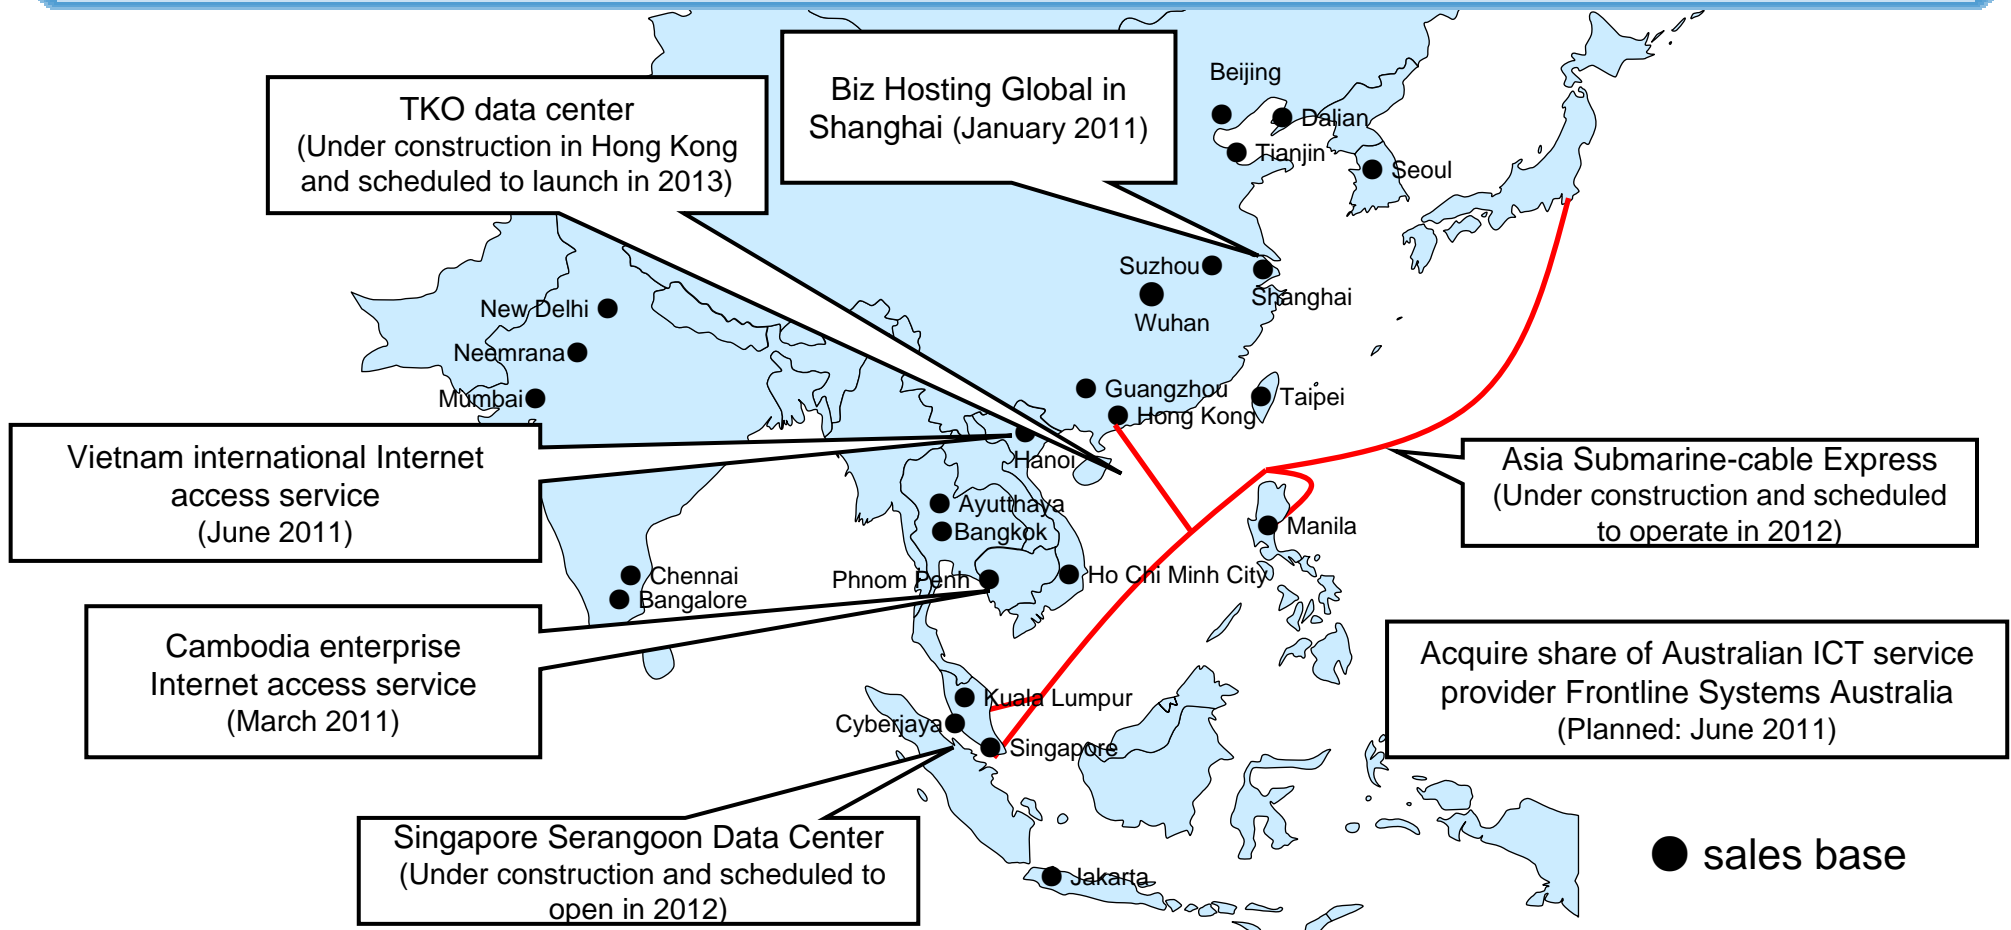 TKO data center
(Under construction in Hong Kong
and scheduled to launch in 2013)
Biz Hosting Global in
Shanghai (January 2011)
Beijing
Dalian
Tianjin
Seoul
Suzhou
Shanghai
Wuhan
New Delhi
Neemrana
Mumbai
Guangzhou
Hong Kong
Taipei
Vietnam international Internet
access service
(June 2011)
Hanoi
Ayutthaya
Bangkok
Asia Submarine-cable Express
(Under construction and scheduled
to operate in 2012)
Manila
Chennai
Bangalore
Phnom Penh
Ho Chi Minh City
Cambodia enterprise
Internet access service
(March 2011)
Acquire share of Australian ICT service
provider Frontline Systems Australia
(Planned: June 2011)
Kuala Lumpur
Cyberjaya
Singapore
Singapore Serangoon Data Center
(Under construction and scheduled to
open in 2012)
Jakarta
sales base